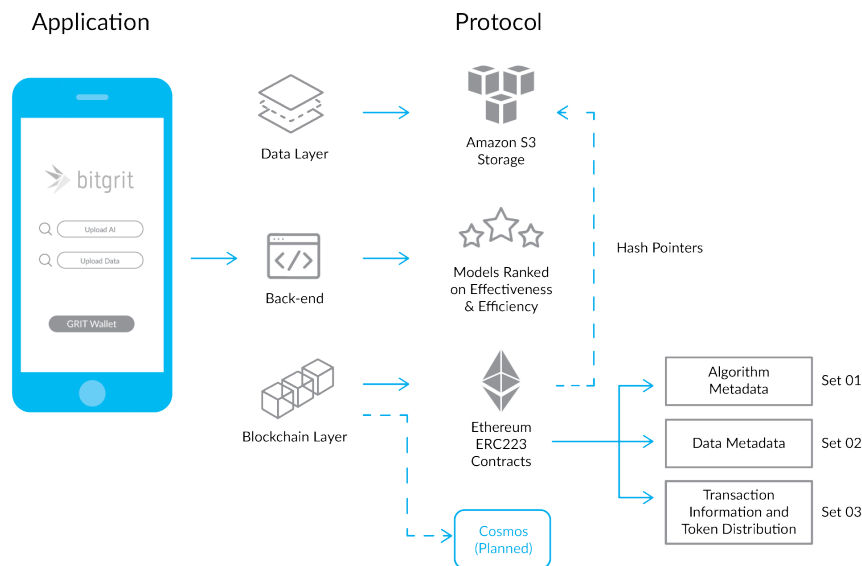 Application
Protocol
bitgrit
Upload AI
Upload Data
GRIT Wallet
Data Layer
</>
Back-end
Blockchain Layer
Amazon S3
Storage
Models Ranked
on Effectiveness
& Efficiency
Ethereum
ERC223
Contracts
Cosmos
(Planned)
Hash Pointers
Algorithm
Metadata
Set 01
Data Metadata
Set 02
Transaction
Information and
Token Distribution
Set 03